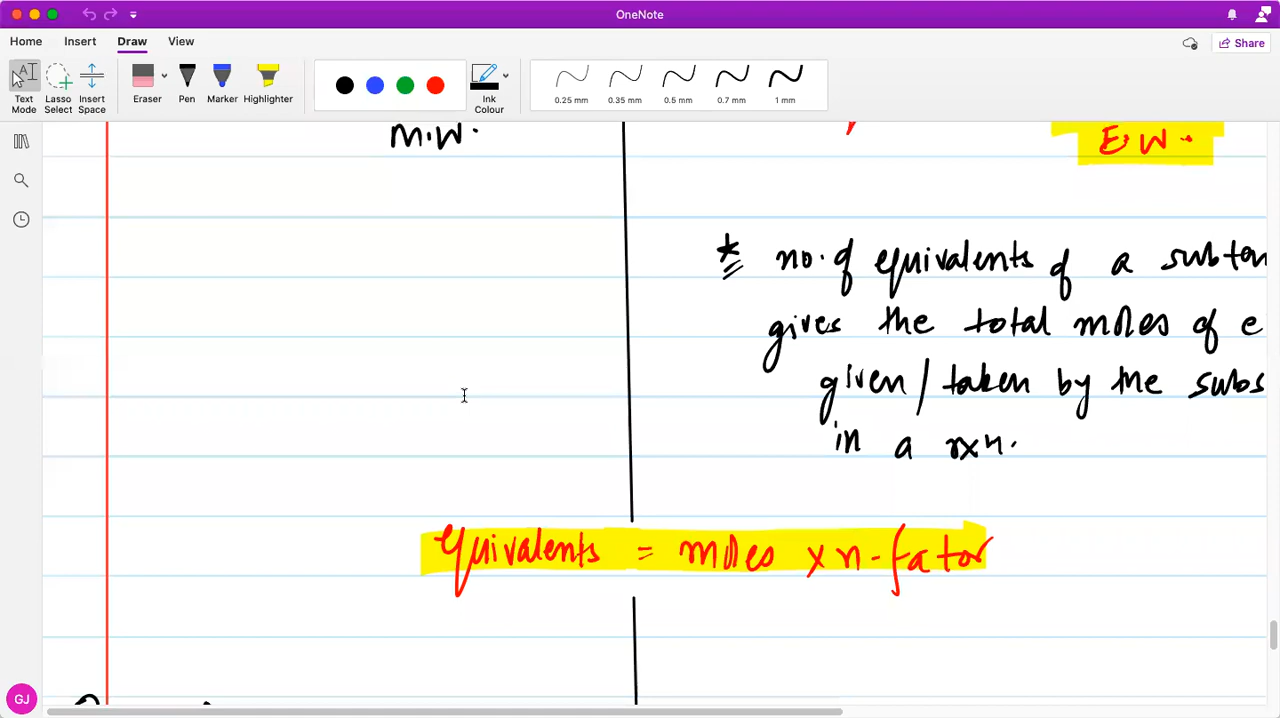 OneNote
Home Insert Draw View
Share
Text Mode
Lasso Select
Insert Space
Eraser
Pen
Marker
Highlighter
Ink Colour
0.25 mm
0.35 mm
0.5 mm
0.7 mm
1 mm
M.W.
E.W.
* no. of equivalents of a substan
gives the total moles of e
given/taken by the subs
in a rxn.
equivalents = moles x n-factor
GJ